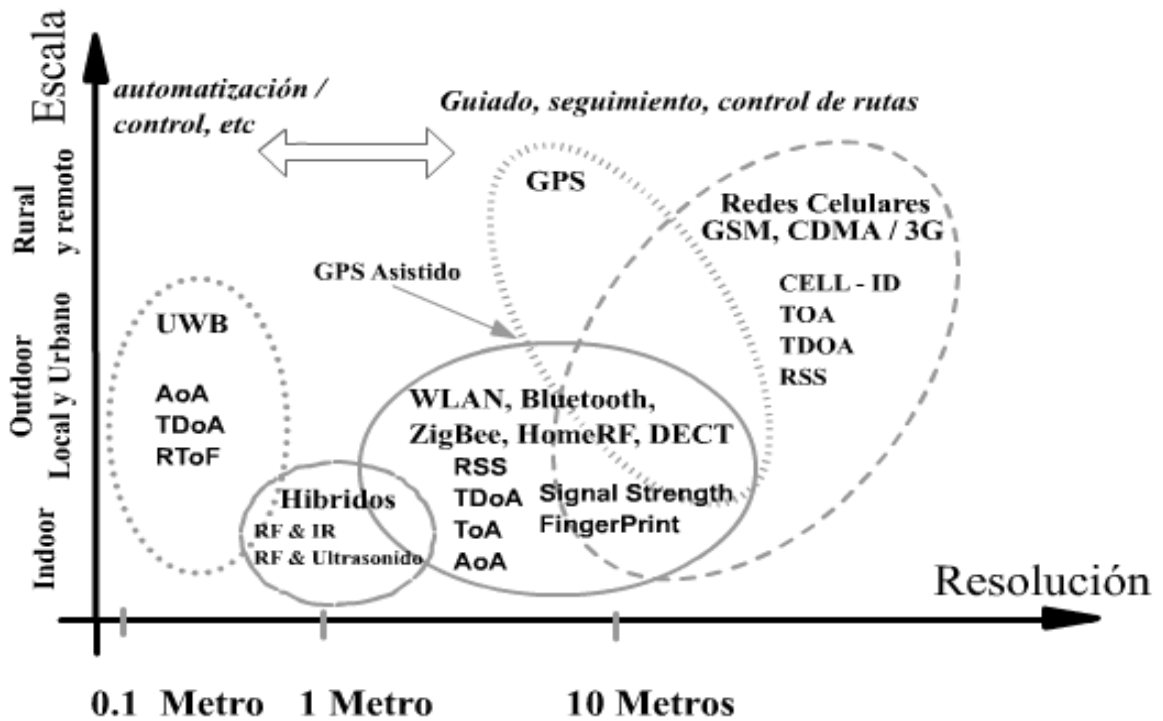 Escala
automatización /
control, etc
Guiado, seguimiento, control de rutas
Rural
y remoto
GPS
Redes Celulares
GSM, CDMA / 3G
CELL - ID
TOA
TDOA
RSS
GPS Asistido
Outdoor
Local y Urbano
UWB
AoA
TDoA
RToF
WLAN, Bluetooth,
ZigBee, HomeRF, DECT
RSS
TDoA
ToA
AoA
Signal Strength
FingerPrint
Indoor
Hibridos
RF & IR
RF & Ultrasonido
Resolución
0.1 Metro 1 Metro 10 Metros